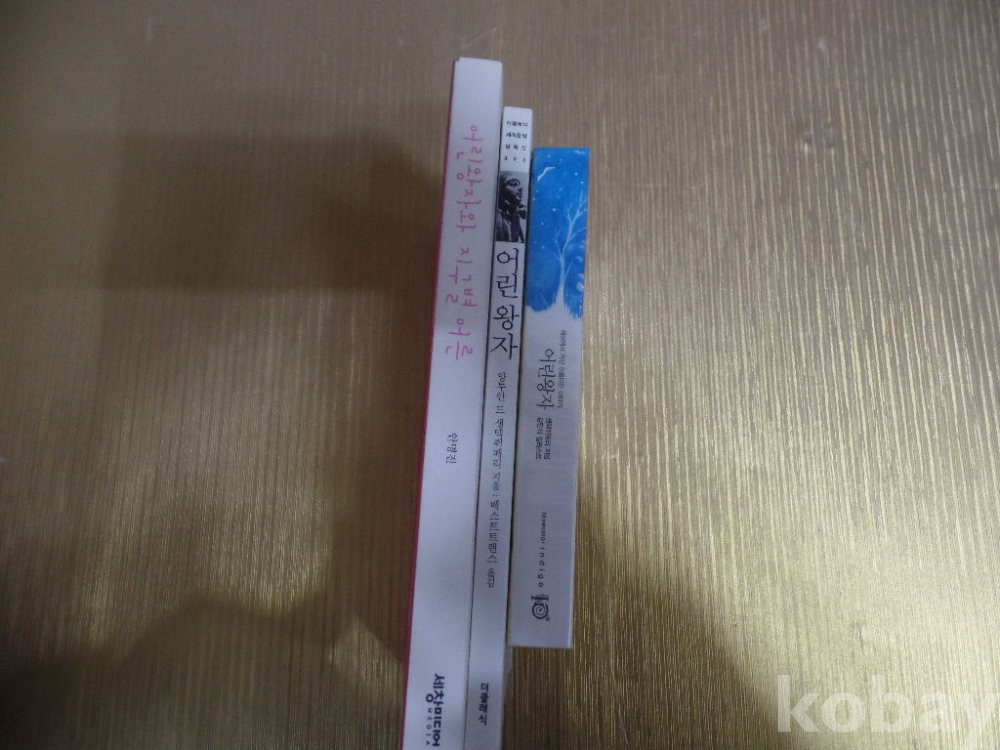 어린왕자와 지구별 어른
안영진
세창미디어
MEDIA
어린왕자
앙투안 드 생텍쥐페리 지음 : 베스트트랜스 옮김
더클래식
어린왕자
indigo
kobay